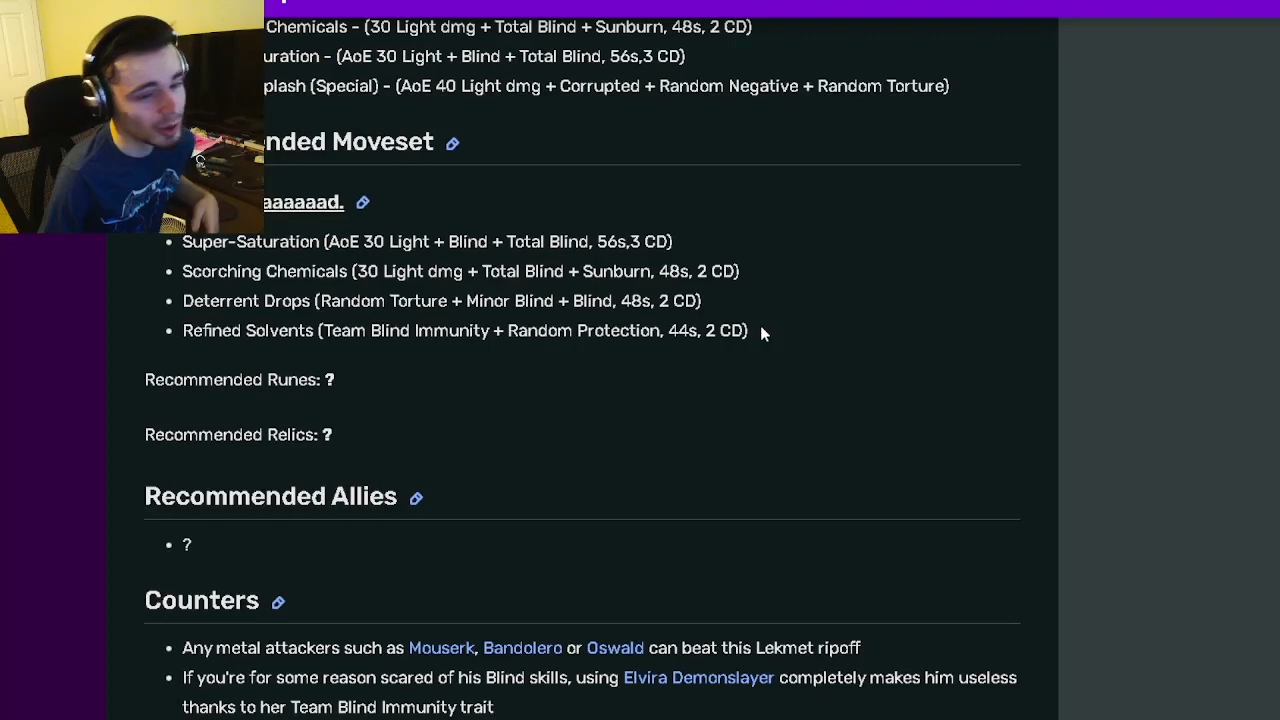 Chemicals - (30 Light dmg + Total Blind + Sunburn, 48s, 2 CD)
uration - (AoE 30 Light + Blind + Total Blind, 56s,3 CD)
plash (Special) - (AoE 40 Light dmg + Corrupted + Random Negative + Random Torture)
nded Moveset
aaaaaad.
Super-Saturation (AoE 30 Light + Blind + Total Blind, 56s,3 CD)
Scorching Chemicals (30 Light dmg + Total Blind + Sunburn, 48s, 2 CD)
Deterrent Drops (Random Torture + Minor Blind + Blind, 48s, 2 CD)
Refined Solvents (Team Blind Immunity + Random Protection, 44s, 2 CD)
Recommended Runes: ?
Recommended Relics: ?
Recommended Allies
?
Counters
Any metal attackers such as Mouserk, Bandolero or Oswald can beat this Lekmet ripoff
If you're for some reason scared of his Blind skills, using Elvira Demonslayer completely makes him useless
thanks to her Team Blind Immunity trait